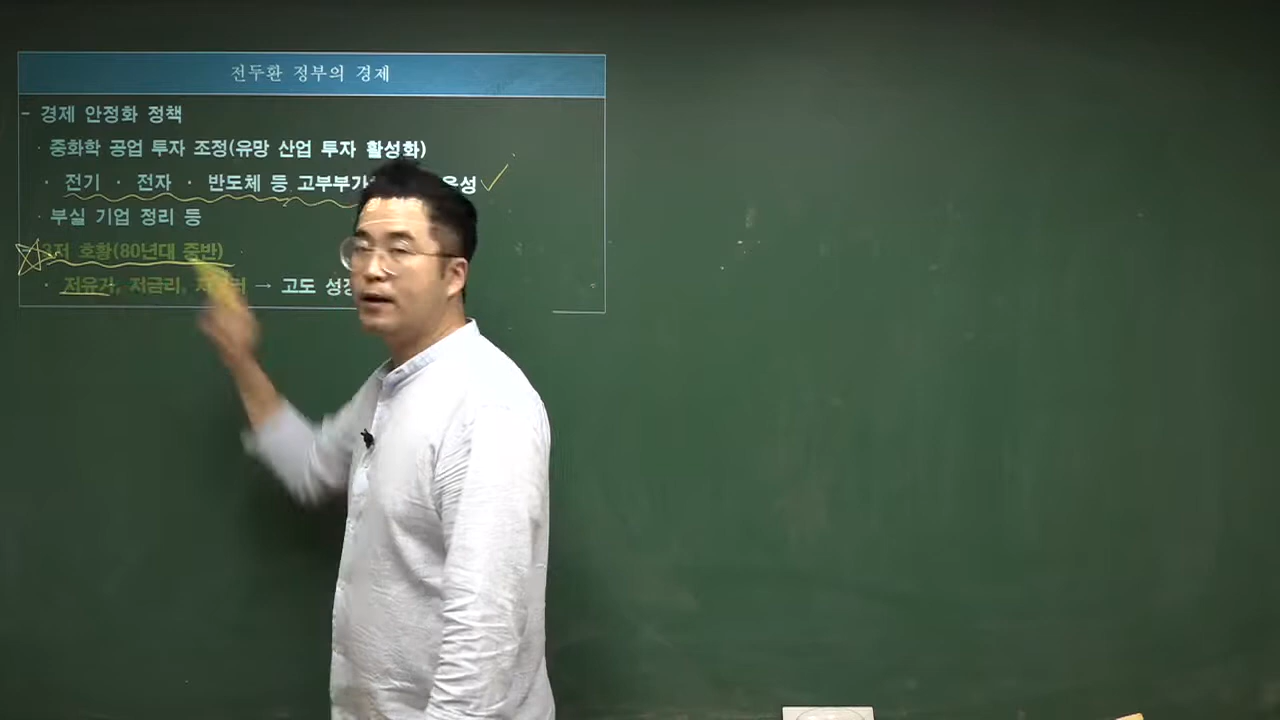 전두환 정부의 경제
- 경제 안정화 정책
· 중화학 공업 투자 조정(유망 산업 투자 활성화)
· 전기 · 전자 · 반도체 등 고부부가 육성
· 부실 기업 정리 등
3저 호황(80년대 중반)
· 저유가, 저금리, → 고도 성장